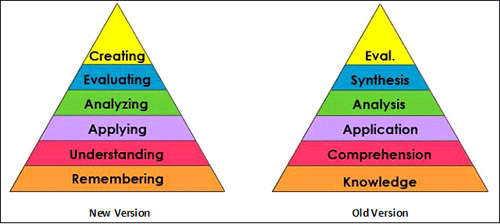 Creating
Evaluating
Analyzing
Applying
Understanding
Remembering
New Version
Eval.
Synthesis
Analysis
Application
Comprehension
Knowledge
Old Version